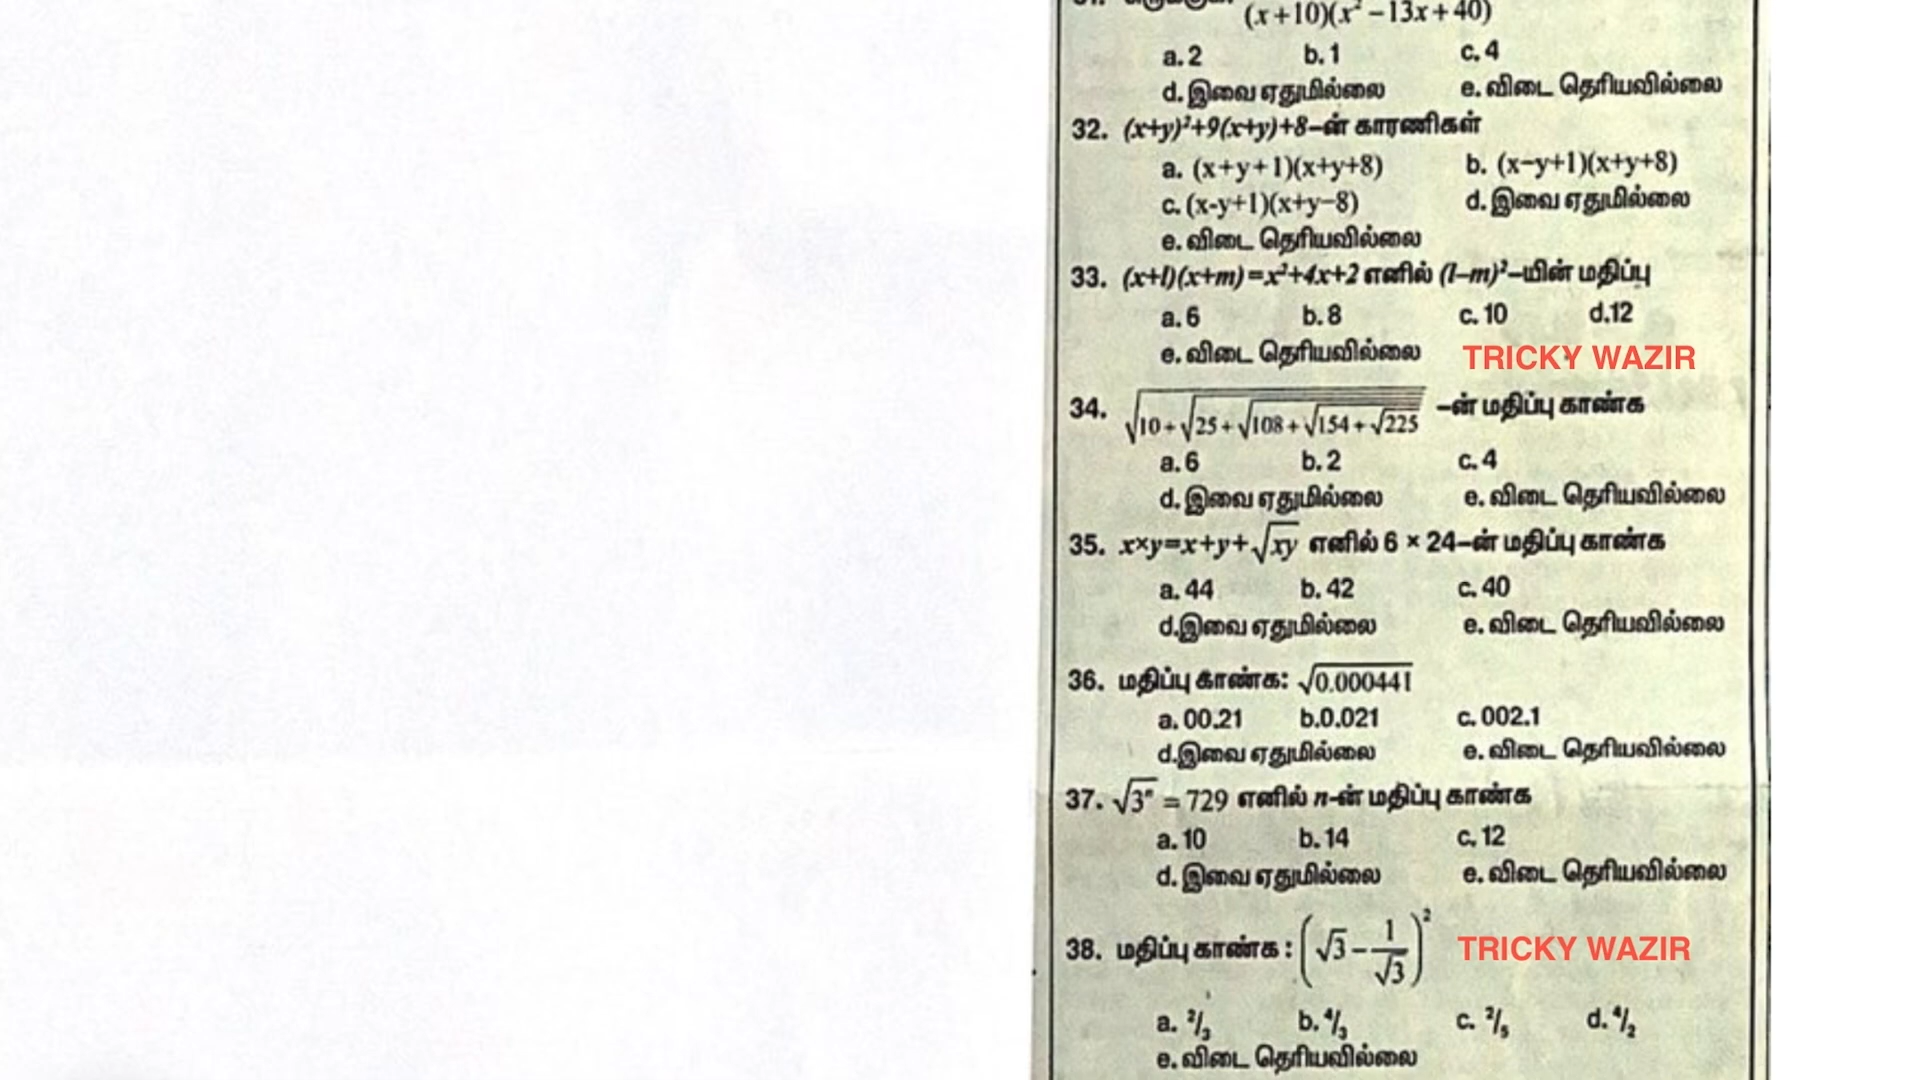 (x+10)(x² −13x+40)
a. 2 b. 1 c. 4
d. இவை ஏதுமில்லை e. விடை தெரியவில்லை
32. (x+y)²+9(x+y)+8–ன் காரணிகள்
a. (x+y+1)(x+y+8) b. (x−y+1)(x+y+8)
c. (x-y+1)(x+y−8) d. இவை ஏதுமில்லை
e. விடை தெரியவில்லை
33. (x+l)(x+m)=x²+4x+2 எனில் (l–m)²–யின் மதிப்பு
a. 6 b. 8 c. 10 d.12
e. விடை தெரியவில்லை TRICKY WAZIR
34. √(10+√(25+√(108+√(154+√225)))) –ன் மதிப்பு காண்க
a. 6 b. 2 c. 4
d. இவை ஏதுமில்லை e. விடை தெரியவில்லை
35. x×y=x+y+√xy எனில் 6 × 24–ன் மதிப்பு காண்க
a. 44 b. 42 c. 40
d.இவை ஏதுமில்லை e. விடை தெரியவில்லை
36. மதிப்பு காண்க: √0.000441
a. 00.21 b.0.021 c. 002.1
d.இவை ஏதுமில்லை e. விடை தெரியவில்லை
37. √3ⁿ = 729 எனில் n-ன் மதிப்பு காண்க
a. 10 b. 14 c. 12
d. இவை ஏதுமில்லை e. விடை தெரியவில்லை
38. மதிப்பு காண்க : (√3 − 1/√3)² TRICKY WAZIR
a. ²/₃ b. ⁴/₃ c. ²/₅ d. ⁴/₂
e. விடை தெரியவில்லை